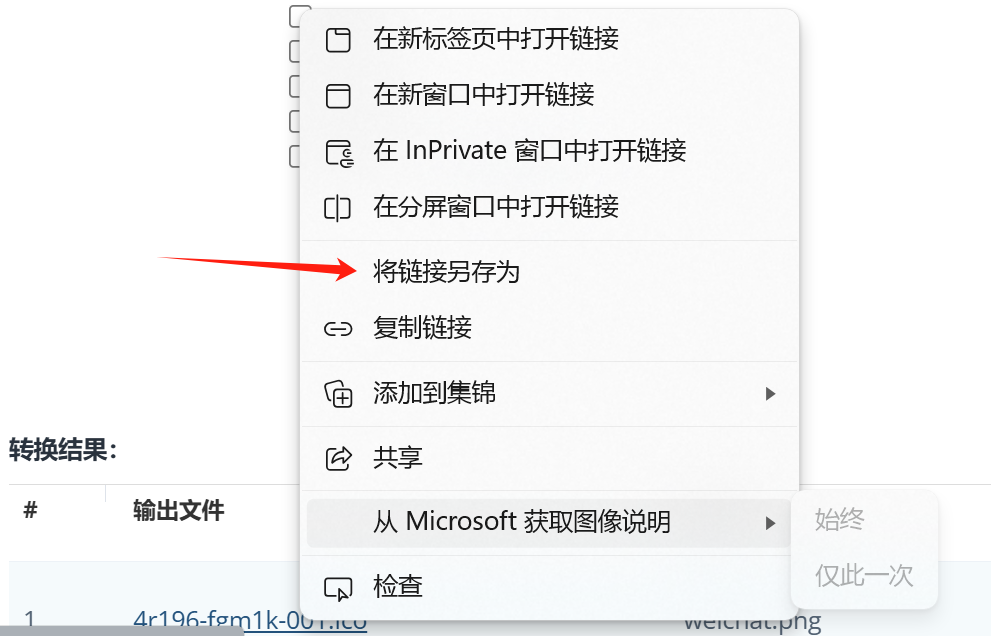 在新标签页中打开链接
在新窗口中打开链接
在 InPrivate 窗口中打开链接
在分屏窗口中打开链接
将链接另存为
复制链接
添加到集锦
共享
从 Microsoft 获取图像说明
始终
仅此一次
检查
转换结果：
# 输出文件
1 4r196-fgm1k-001.ico weichat.png